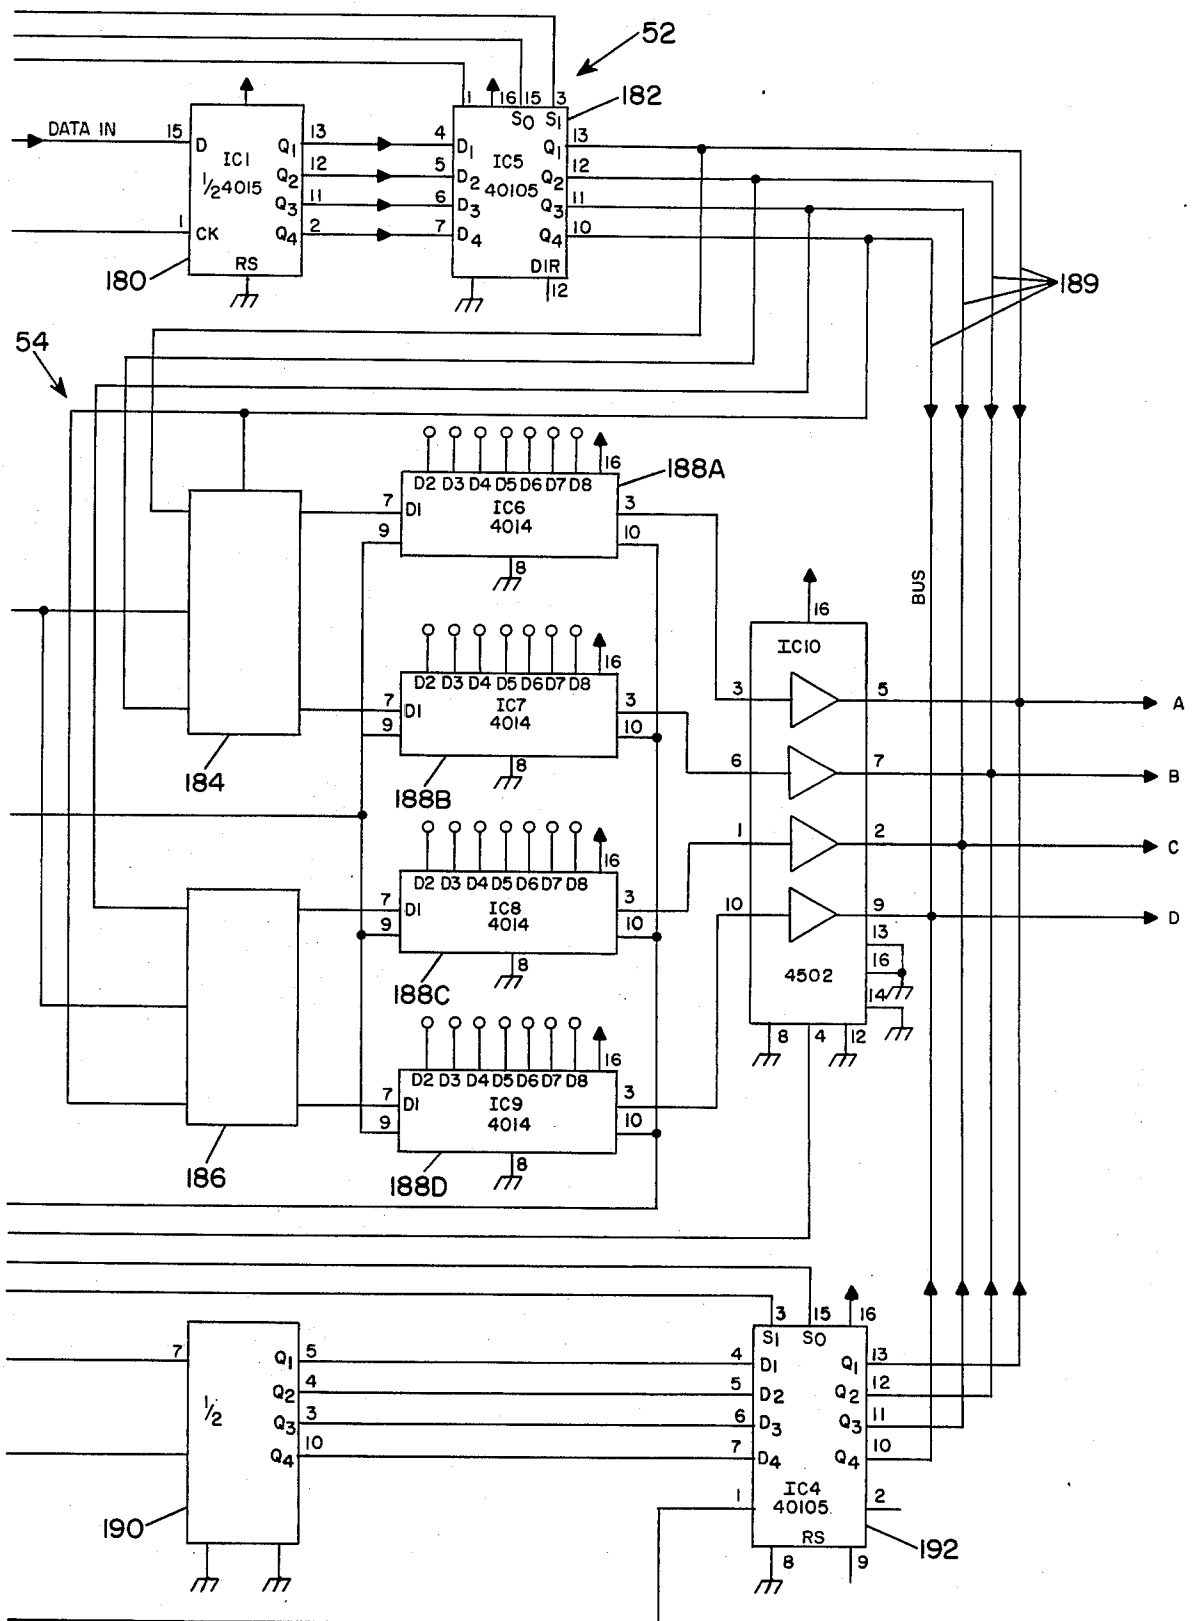 52
1 16 15 3 182
S0 S1
DATA IN 15 D Q1 13 4 D1 Q1 13
IC1 IC5
1/2 4015 Q2 12 5 D2 40105 Q2 12
Q3 11 6 D3 Q3 11
1 CK Q4 2 7 D4 Q4 10
RS DIR
180 12 189
54
16 188A
D2 D3 D4 D5 D6 D7 D8
7 D1 IC6 3
9 4014 10
8
BUS
16
16 IC10
D2 D3 D4 D5 D6 D7 D8
7 D1 IC7 3 3 5 A
9 4014 10
184 8
188B 6 7 B
1 2 C
16
D2 D3 D4 D5 D6 D7 D8
7 D1 IC8 3 10 9 D
9 4014 10 13
8 16
188C 4502
14
8 4 12
16
D2 D3 D4 D5 D6 D7 D8
7 D1 IC9 3
9 4014 10
186 188D 8
3 15 16
S1 S0
7 Q1 5 4 D1 Q1 13
Q2 4 5 D2 Q2 12
1/2
Q3 3 6 D3 Q3 11
Q4 10 7 D4 Q4 10
IC4
1 40105 2
190 RS 192
8 9